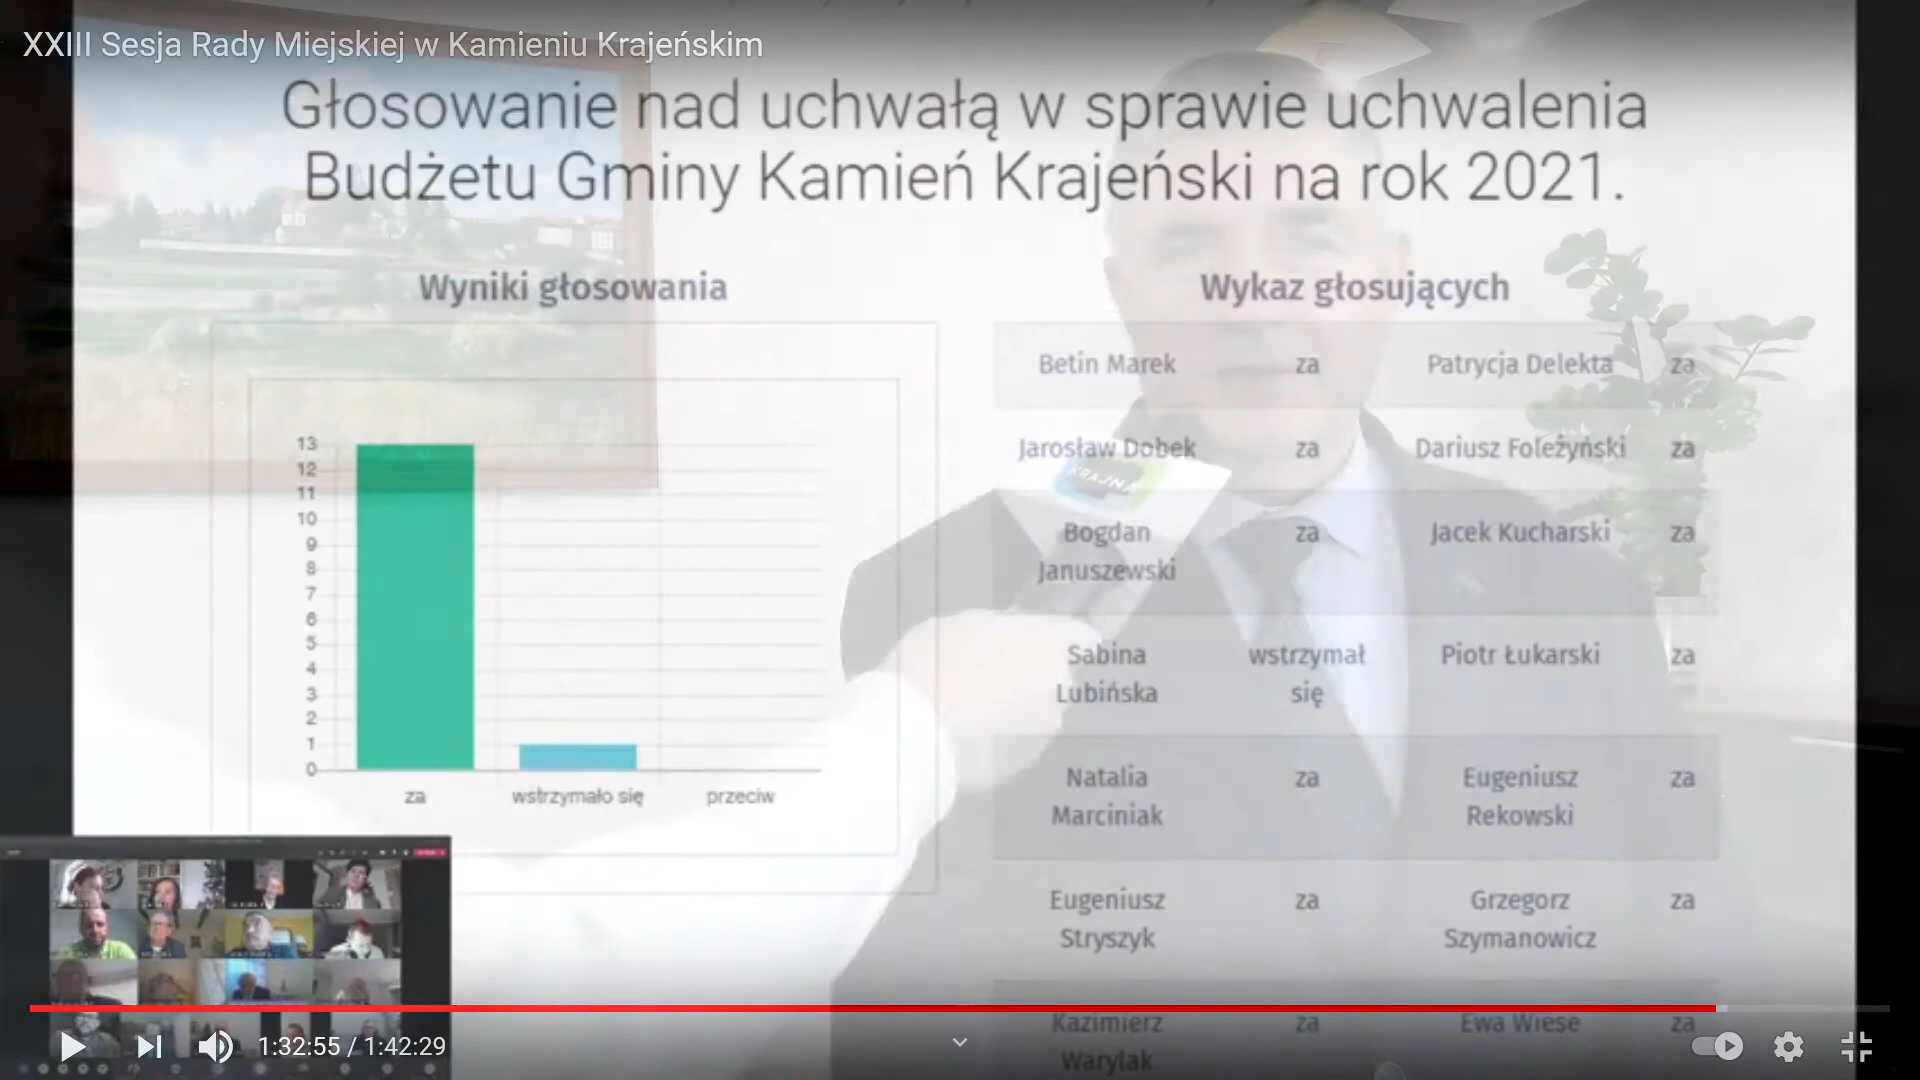 XXIII Sesja Rady Miejskiej w Kamieniu Krajeńskim
Głosowanie nad uchwałą w sprawie uchwalenia
Budżetu Gminy Kamień Krajeński na rok 2021.
Wyniki głosowania
13
12
11
10
9
8
7
6
5
4
3
2
1
0
za wstrzymało się przeciw
Wykaz głosujących
Betin Marek za Patrycja Delekta za
Jarosław Dobek za Dariusz Foleżyński za
KRAJNA
Bogdan za Jacek Kucharski za
Januszewski
Sabina wstrzymał Piotr Łukarski za
Lubińska się
Natalia za Eugeniusz za
Marciniak Rekowski
Eugeniusz za Grzegorz za
Stryszyk Szymanowicz
Kazimierz za Ewa Wiese za
Warylak
1:32:55 / 1:42:29